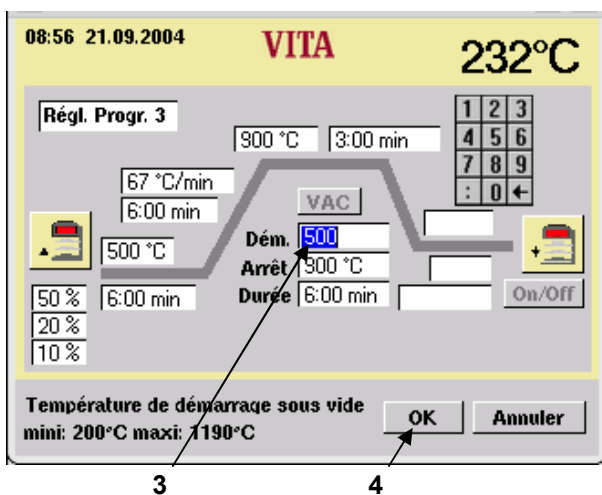 08:56 21.09.2004 VITA 232°C
Régl. Progr. 3
1 2 3
4 5 6
7 8 9
: 0 ←
900 °C 3:00 min
67 °C/min
6:00 min
VAC
500 °C
Dém. 500
Arrêt 900 °C
50 % 6:00 min Durée 6:00 min On/Off
20 %
10 %
Température de démarrage sous vide
mini: 200°C maxi: 1190°C
OK Annuler
3 4